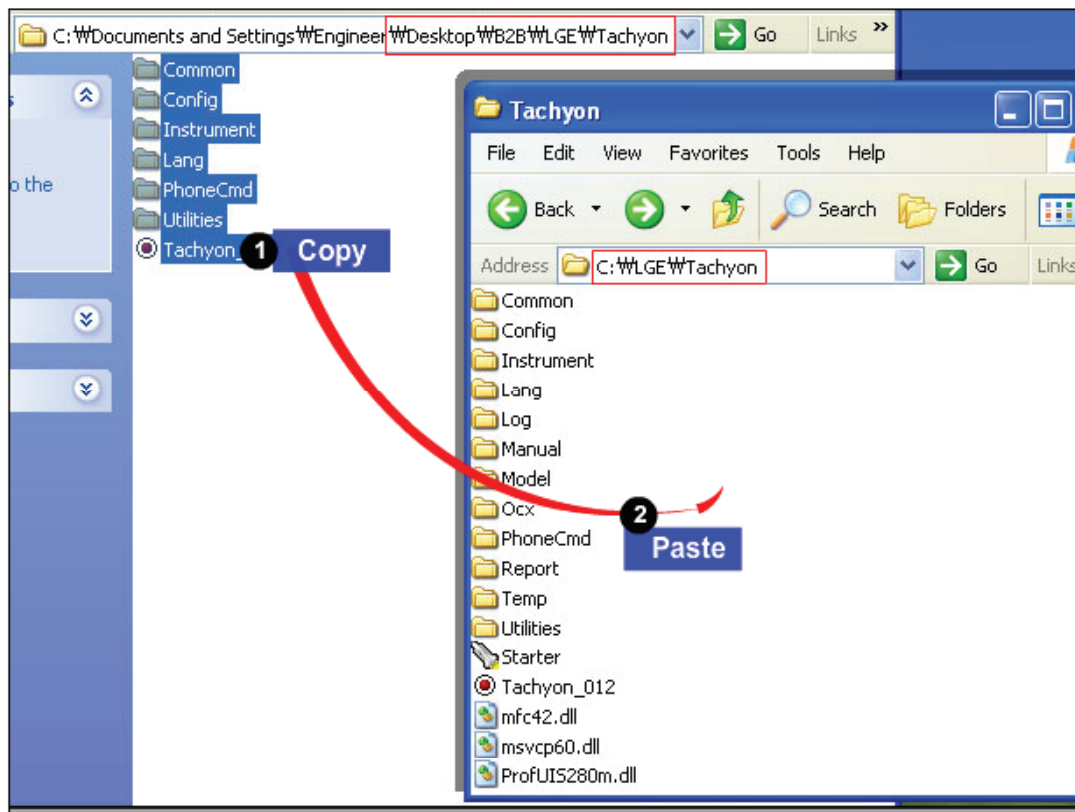 C:₩Documents and Settings₩Engineer₩Desktop₩B2B₩LGE₩Tachyon Go Links »
Common
Config
Instrument
Lang
o the
PhoneCmd
Utilities
Tachyon_ 1 Copy
Tachyon
File Edit View Favorites Tools Help
Back Search Folders
Address C:₩LGE₩Tachyon Go Links
Common
Config
Instrument
Lang
Log
Manual
Model
Ocx
2
PhoneCmd
Paste
Report
Temp
Utilities
Starter
Tachyon_012
mfc42.dll
msvcp60.dll
ProfUIS280m.dll